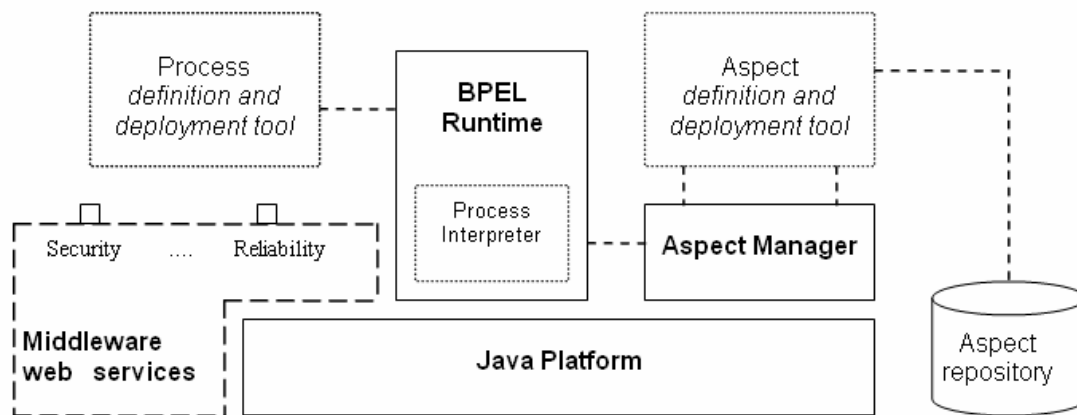 Process
definition and
deployment tool
BPEL
Runtime
Process
Interpreter
Aspect
definition and
deployment tool
Aspect Manager
Security .... Reliability
Middleware
web services
Java Platform
Aspect
repository